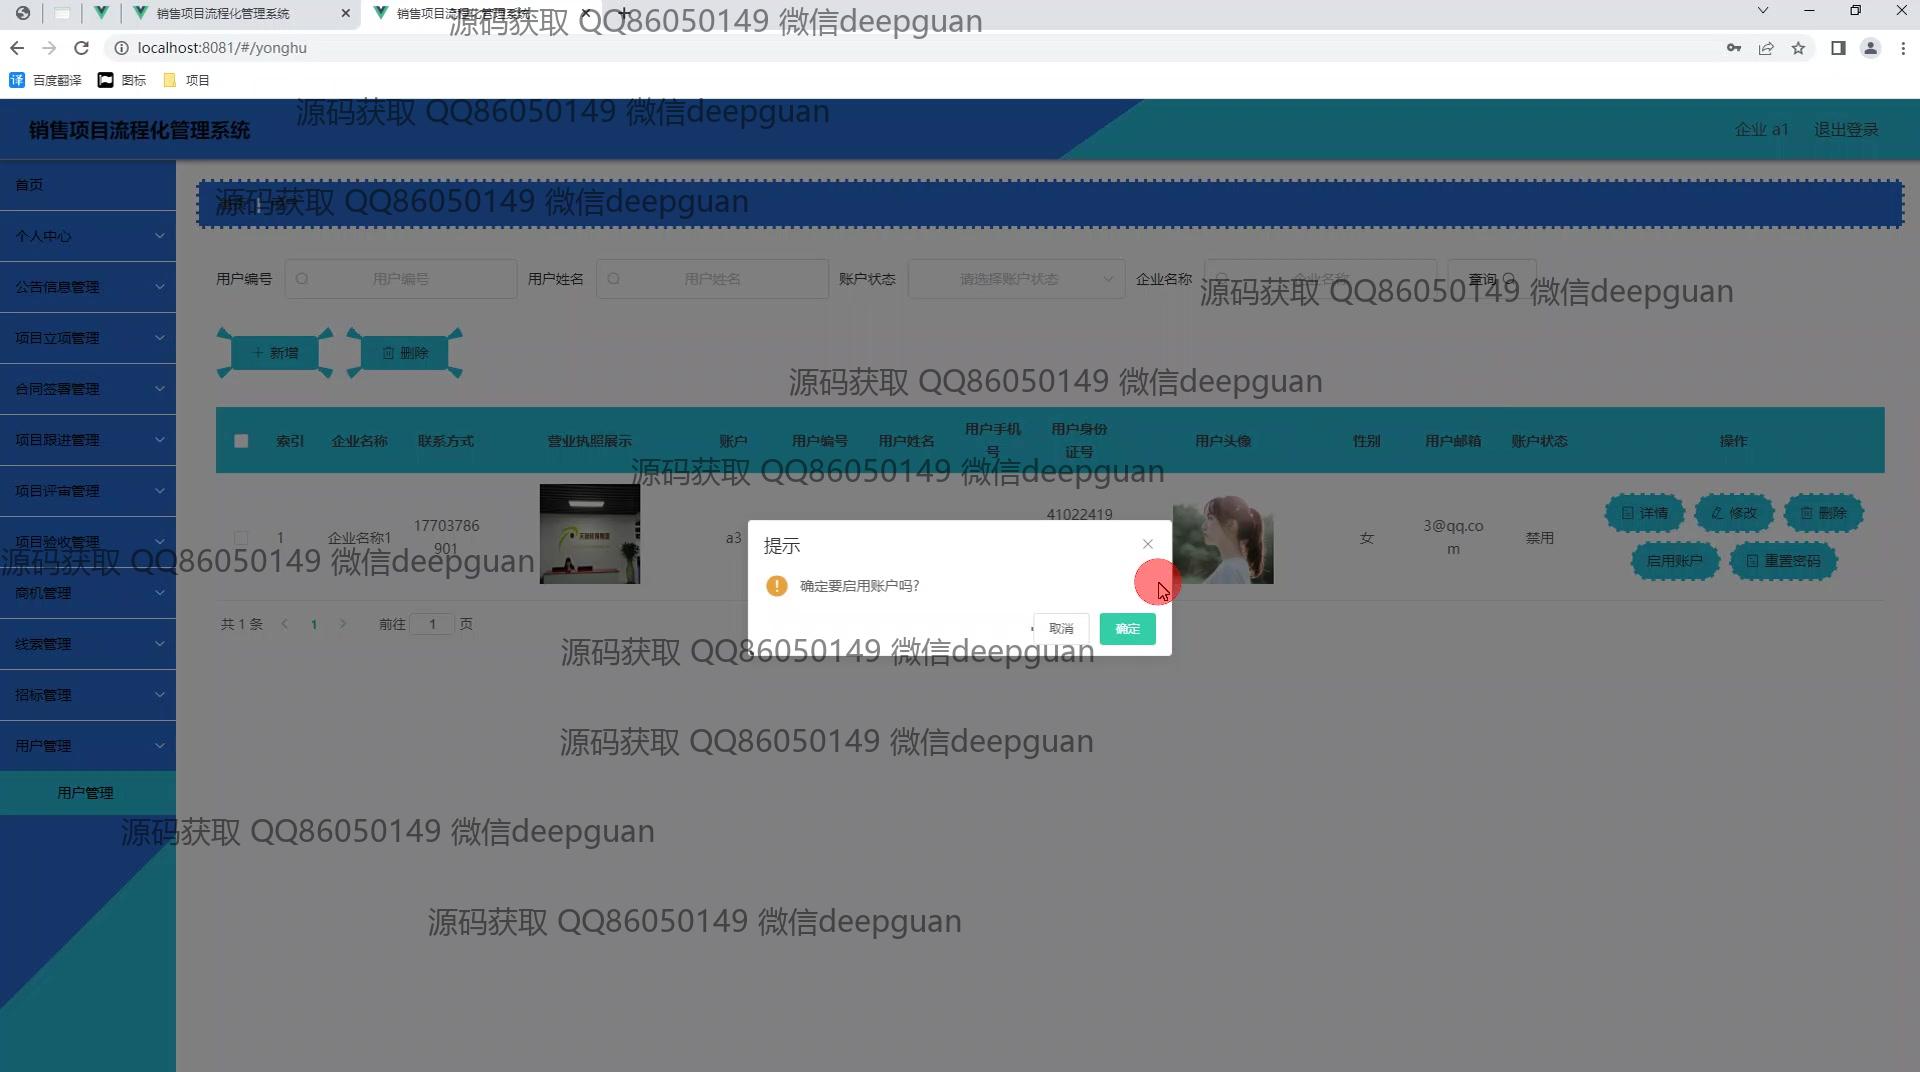 销售项目流程化管理系统
销售项目流程化管理系统
源码获取 QQ86050149 微信deepguan
localhost:8081/#/yonghu
百度翻译
图标
项目
源码获取 QQ86050149 微信deepguan
销售项目流程化管理系统
企业 a1
退出登录
首页
源码获取 QQ86050149 微信deepguan
个人中心
公告信息管理
项目立项管理
合同签署管理
项目跟进管理
项目评审管理
项目验收管理
源码获取 QQ86050149 微信deepguan
商机管理
线索管理
招标管理
用户管理
用户管理
用户编号 用户编号 用户姓名 用户姓名 账户状态 请选择账户状态 企业名称 企业名称 查询
源码获取 QQ86050149 微信deepguan
新增 删除
源码获取 QQ86050149 微信deepguan
索引 企业名称 联系方式 营业执照展示 账户 用户编号 用户姓名 用户手机号 用户身份证号 用户头像 性别 用户邮箱 账户状态 操作
源码获取 QQ86050149 微信deepguan
1 企业名称1 17703786901 a3 41022419 女 3@qq.com 禁用
详情 修改 删除
启用账户 重置密码
提示
确定要启用账户吗?
取消 确定
共 1 条 1 前往 1 页
源码获取 QQ86050149 微信deepguan
源码获取 QQ86050149 微信deepguan
源码获取 QQ86050149 微信deepguan
源码获取 QQ86050149 微信deepguan